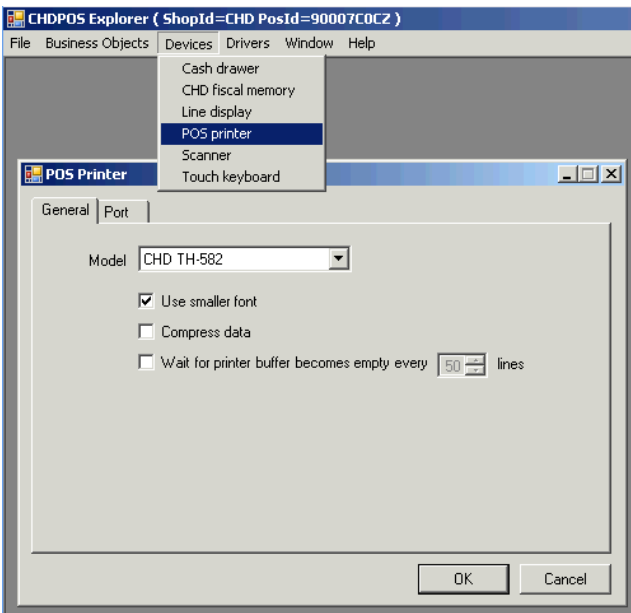 CHDPOS Explorer ( ShopId=CHD PosId=90007C0CZ )
File Business Objects Devices Drivers Window Help
Cash drawer
CHD fiscal memory
Line display
POS printer
Scanner
Touch keyboard
POS Printer
General Port
Model CHD TH-582
Use smaller font
Compress data
Wait for printer buffer becomes empty every 50 lines
OK Cancel